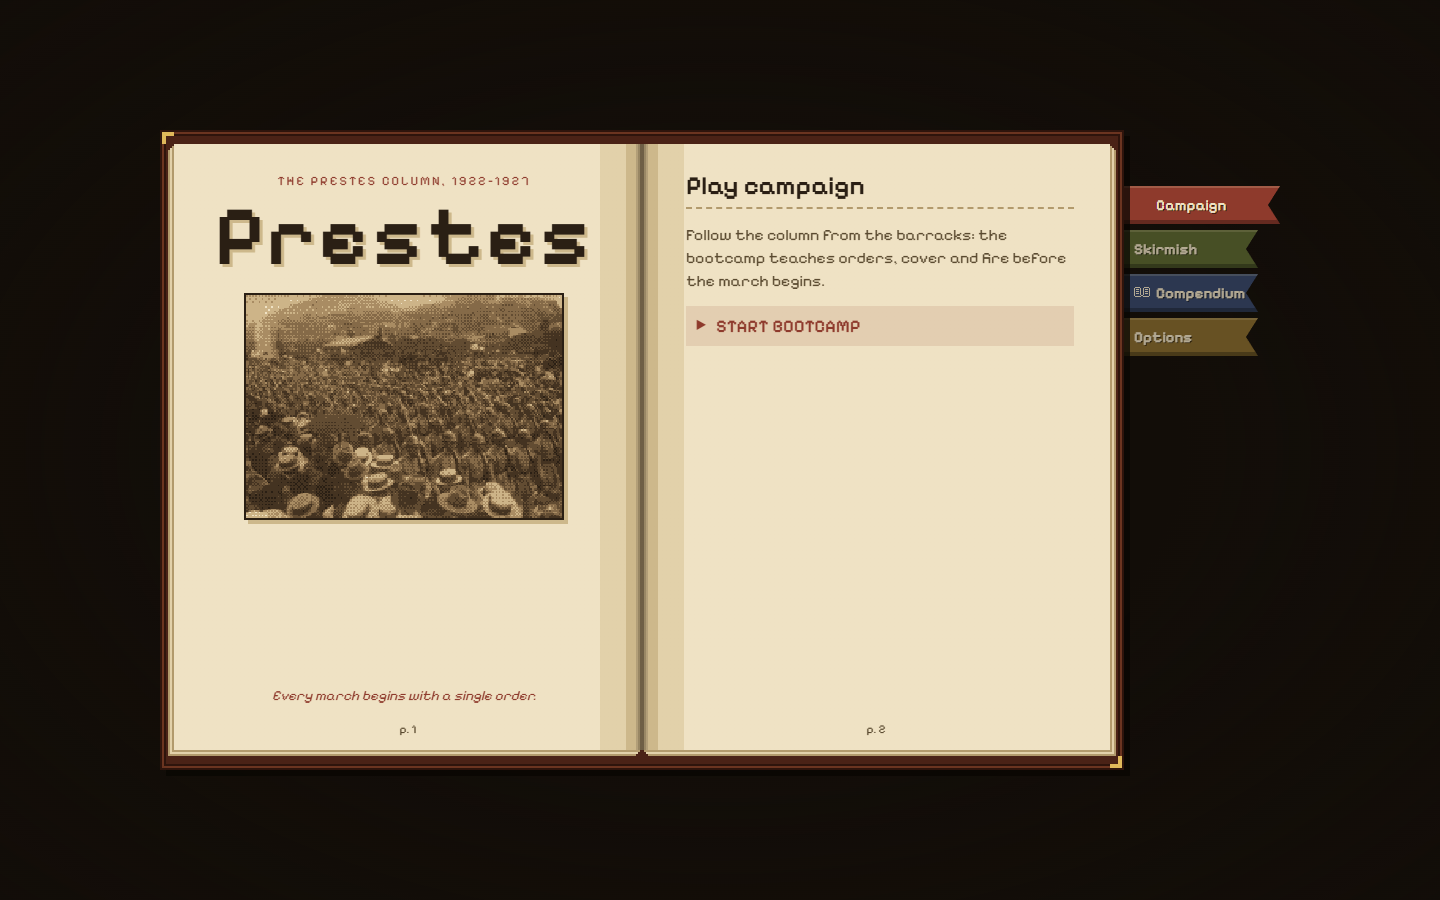 THE PRESTES COLUMN, 1922-1927
Prestes
Every march begins with a single order.
p. 1
Play campaign
Follow the column from the barracks: the
bootcamp teaches orders, cover and fire before
the march begins.
START BOOTCAMP
p. 2
Campaign
Skirmish
Compendium
Options